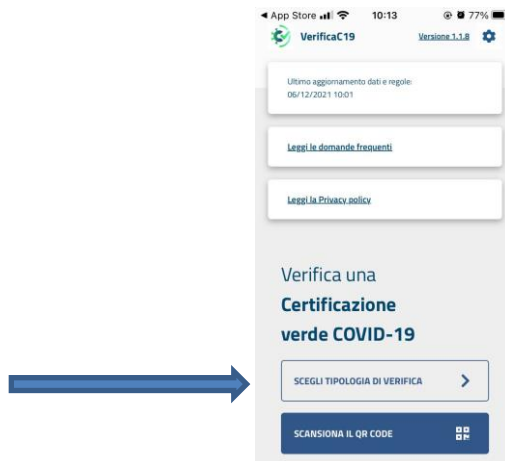 App Store 10:13 77%
VerificaC19 Versione 1.1.8
Ultimo aggiornamento dati e regole:
06/12/2021 10:01
Leggi le domande frequenti
Leggi la Privacy policy
Verifica una
Certificazione
verde COVID-19
SCEGLI TIPOLOGIA DI VERIFICA
SCANSIONA IL QR CODE